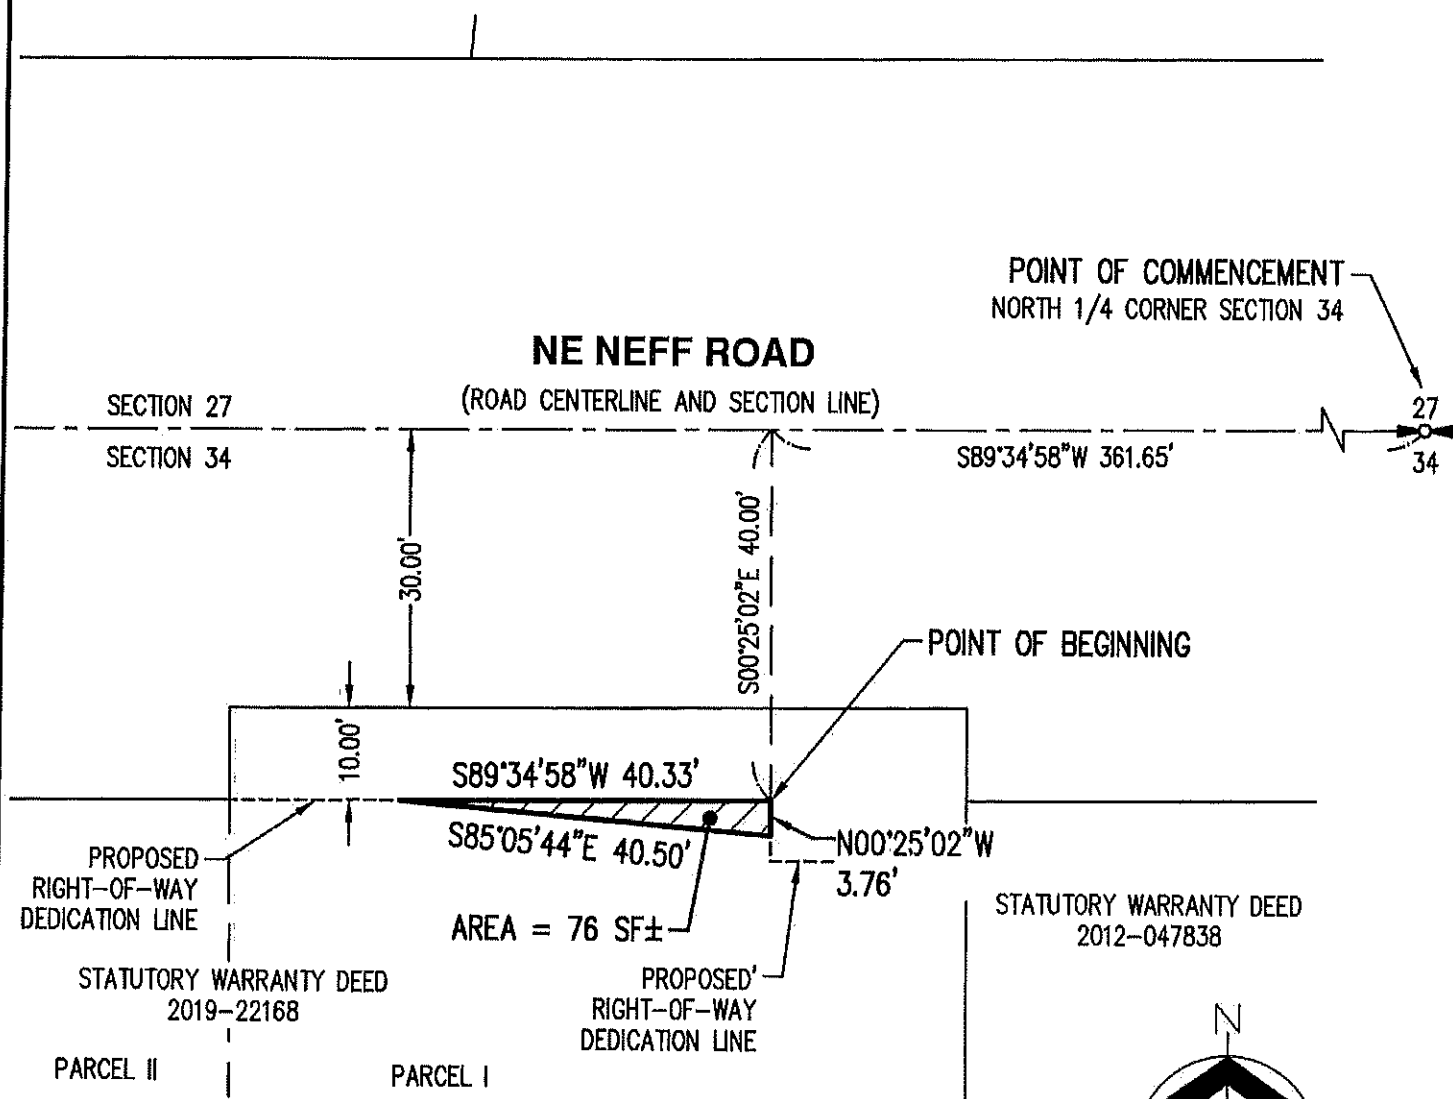 POINT OF COMMENCEMENT
NORTH 1/4 CORNER SECTION 34
NE NEFF ROAD
(ROAD CENTERLINE AND SECTION LINE)
SECTION 27
SECTION 34
27
34
S89°34'58"W 361.65'
30.00'
S00°25'02"E 40.00'
POINT OF BEGINNING
10.00'
S89°34'58"W 40.33'
S85°05'44"E 40.50'
N00°25'02"W
3.76'
PROPOSED
RIGHT-OF-WAY
DEDICATION LINE
AREA = 76 SF±
STATUTORY WARRANTY DEED
2012-047838
STATUTORY WARRANTY DEED
2019-22168
PROPOSED'
RIGHT-OF-WAY
DEDICATION LINE
PARCEL II
PARCEL I
N